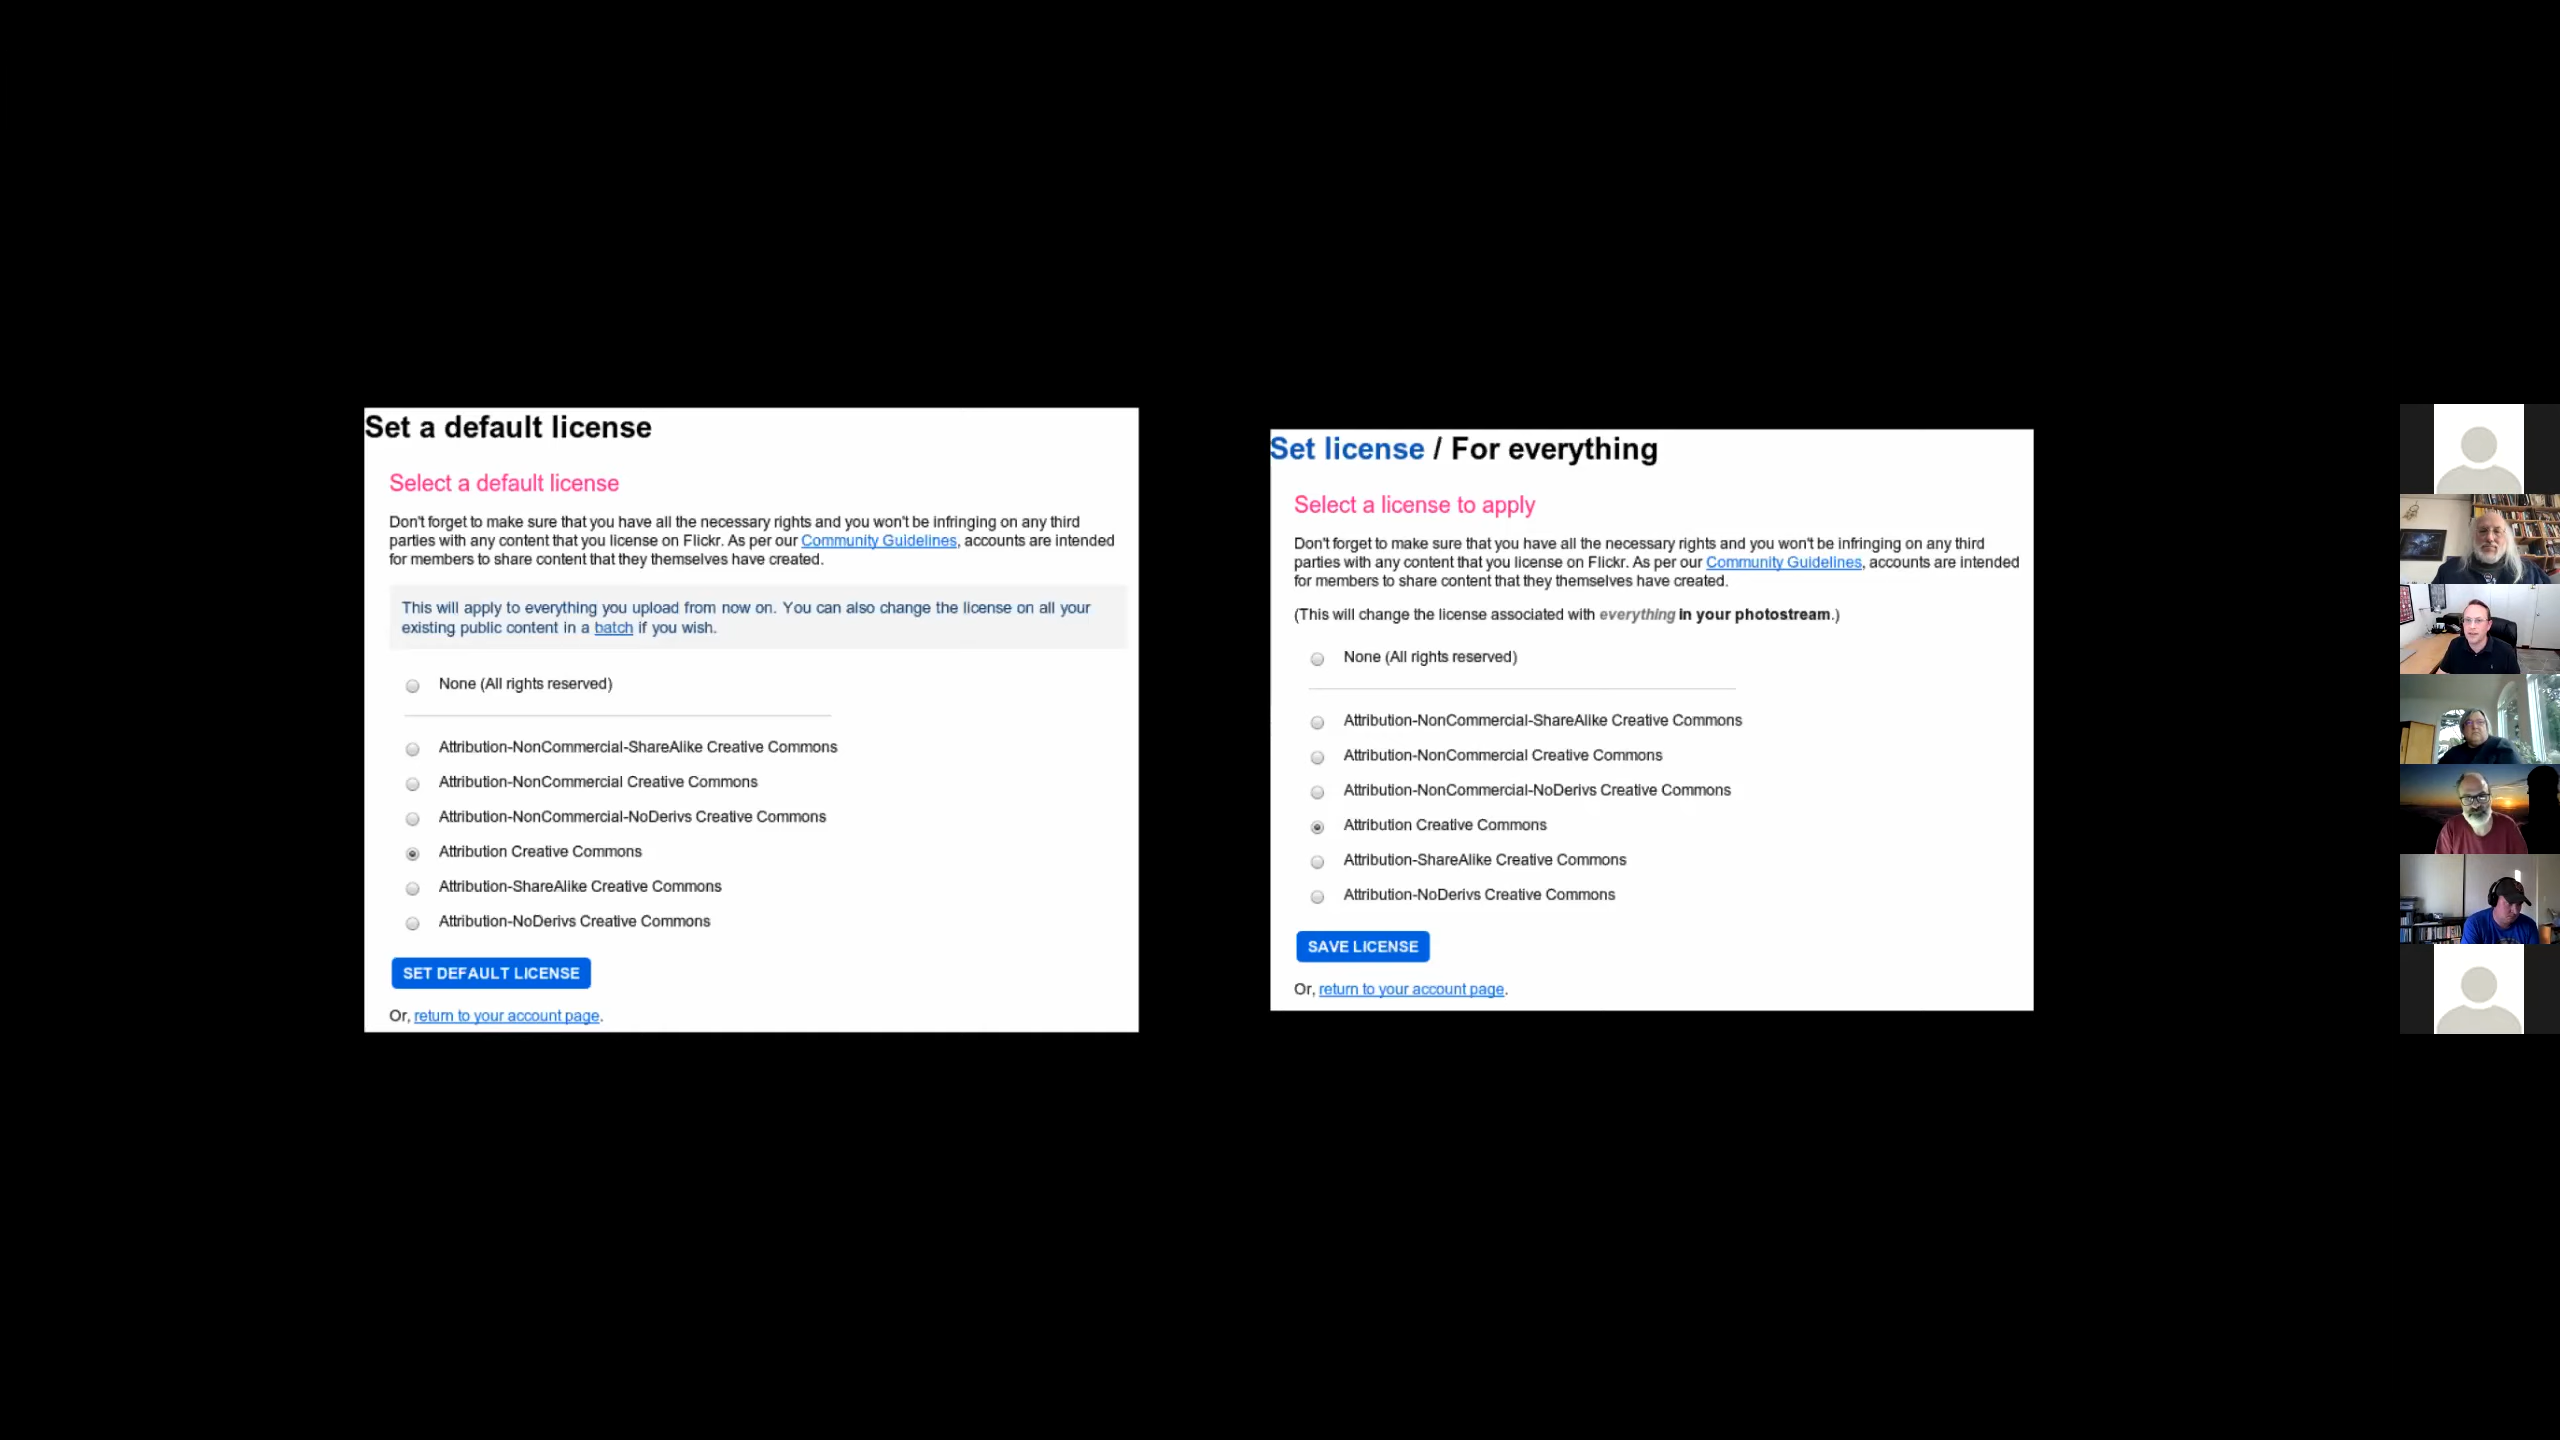 Set a default license
Select a default license
Don't forget to make sure that you have all the necessary rights and you won't be infringing on any third
parties with any content that you license on Flickr. As per our Community Guidelines, accounts are intended
for members to share content that they themselves have created.
This will apply to everything you upload from now on. You can also change the license on all your
existing public content in a batch if you wish.
None (All rights reserved)
Attribution-NonCommercial-ShareAlike Creative Commons
Attribution-NonCommercial Creative Commons
Attribution-NonCommercial-NoDerivs Creative Commons
Attribution Creative Commons
Attribution-ShareAlike Creative Commons
Attribution-NoDerivs Creative Commons
SET DEFAULT LICENSE
Or, return to your account page.
Set license / For everything
Select a license to apply
Don't forget to make sure that you have all the necessary rights and you won't be infringing on any third
parties with any content that you license on Flickr. As per our Community Guidelines, accounts are intended
for members to share content that they themselves have created.
(This will change the license associated with everything in your photostream.)
None (All rights reserved)
Attribution-NonCommercial-ShareAlike Creative Commons
Attribution-NonCommercial Creative Commons
Attribution-NonCommercial-NoDerivs Creative Commons
Attribution Creative Commons
Attribution-ShareAlike Creative Commons
Attribution-NoDerivs Creative Commons
SAVE LICENSE
Or, return to your account page.